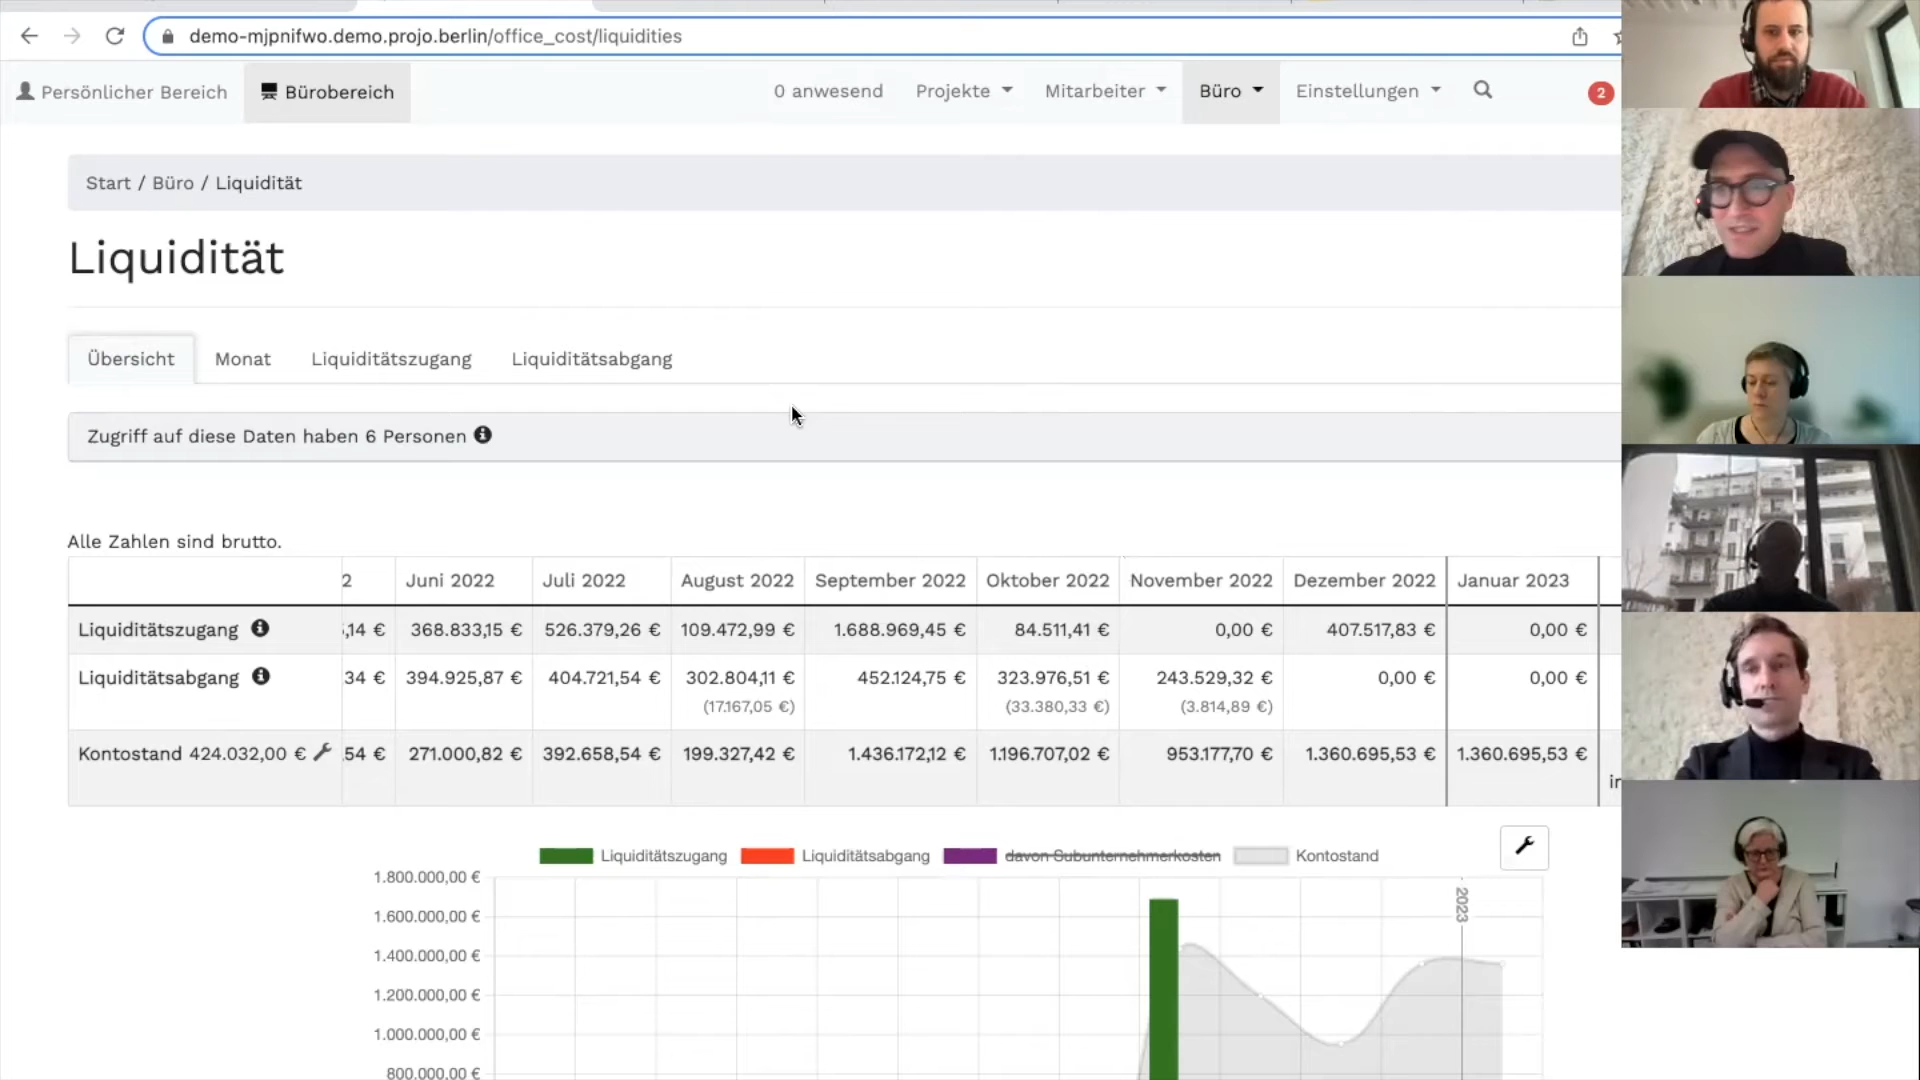 demo-mjpnifwo.demo.projo.berlin/office_cost/liquidities
Persönlicher Bereich Bürobereich 0 anwesend Projekte Mitarbeiter Büro Einstellungen 2
Start / Büro / Liquidität
Liquidität
Übersicht Monat Liquiditätszugang Liquiditätsabgang
Zugriff auf diese Daten haben 6 Personen
Alle Zahlen sind brutto.
2 Juni 2022 Juli 2022 August 2022 September 2022 Oktober 2022 November 2022 Dezember 2022 Januar 2023
Liquiditätszugang ,14 € 368.833,15 € 526.379,26 € 109.472,99 € 1.688.969,45 € 84.511,41 € 0,00 € 407.517,83 € 0,00 €
Liquiditätsabgang 34 € 394.925,87 € 404.721,54 € 302.804,11 € 452.124,75 € 323.976,51 € 243.529,32 € 0,00 € 0,00 €
(17.167,05 €) (33.380,33 €) (3.814,89 €)
Kontostand 424.032,00 € ,54 € 271.000,82 € 392.658,54 € 199.327,42 € 1.436.172,12 € 1.196.707,02 € 953.177,70 € 1.360.695,53 € 1.360.695,53 €
Liquiditätszugang Liquiditätsabgang davon Subunternehmerkosten Kontostand
1.800.000,00 €
1.600.000,00 €
1.400.000,00 €
1.200.000,00 €
1.000.000,00 €
800.000,00 €
2023